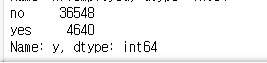 no 36548
yes 4640
Name: y, dtype: int64